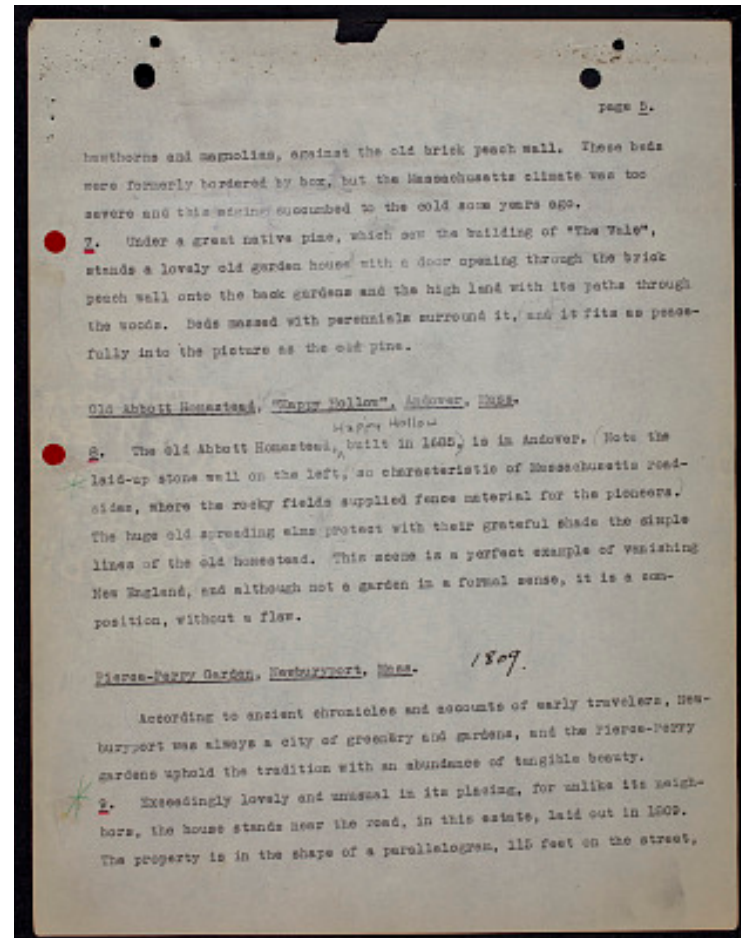 page 5.
hawthorns and magnolias, against the old brick peach wall. These beds
were formerly bordered by box, but the Massachusetts climate was too
severe and this edging succumbed to the cold some years ago.
7. Under a great native pine, which saw the building of "The Vale",
stands a lovely old garden house with a door opening through the brick
peach wall onto the back gardens and the high land with its paths through
the woods. Beds massed with perennials surround it, and it fits as peace-
fully into the picture as the old pine.
Old Abbott Homestead, "Happy Hollow", Andover, Mass.
Happy Hollow
8. The Old Abbott Homestead, built in 1685, is in Andover. (Note the
laid-up stone wall on the left, so characteristic of Massachusetts road-
sides, where the rocky fields supplied fence material for the pioneers.)
The huge old spreading elms protect with their grateful shade the simple
lines of the old homestead. This scene is a perfect example of vanishing
New England, and although not a garden in a formal sense, it is a com-
position, without a flaw.
Pierce-Perry Garden, Newburyport, Mass. 1809.
According to ancient chronicles and accounts of early travelers, New-
buryport was always a city of greenery and gardens, and the Pierce-Perry
gardens uphold the tradition with an abundance of tangible beauty.
9. Exceedingly lovely and unusual in its placing, for unlike its neigh-
bors, the house stands near the road, in this estate, laid out in 1809.
The property is in the shape of a parallelogram, 115 feet on the street,